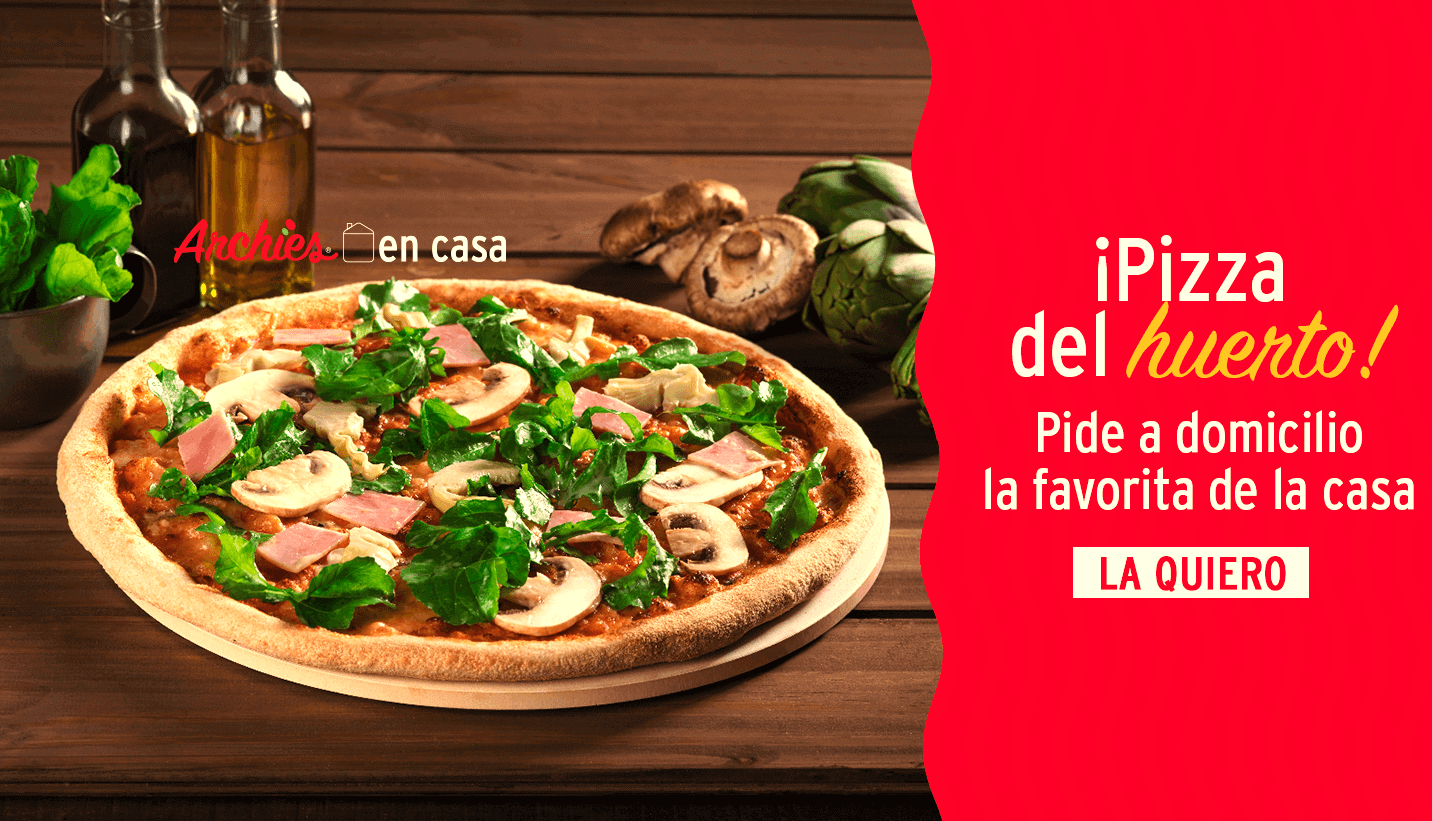 Archies® en casa
¡Pizza
del huerto!
Pide a domicilio
la favorita de la casa
LA QUIERO